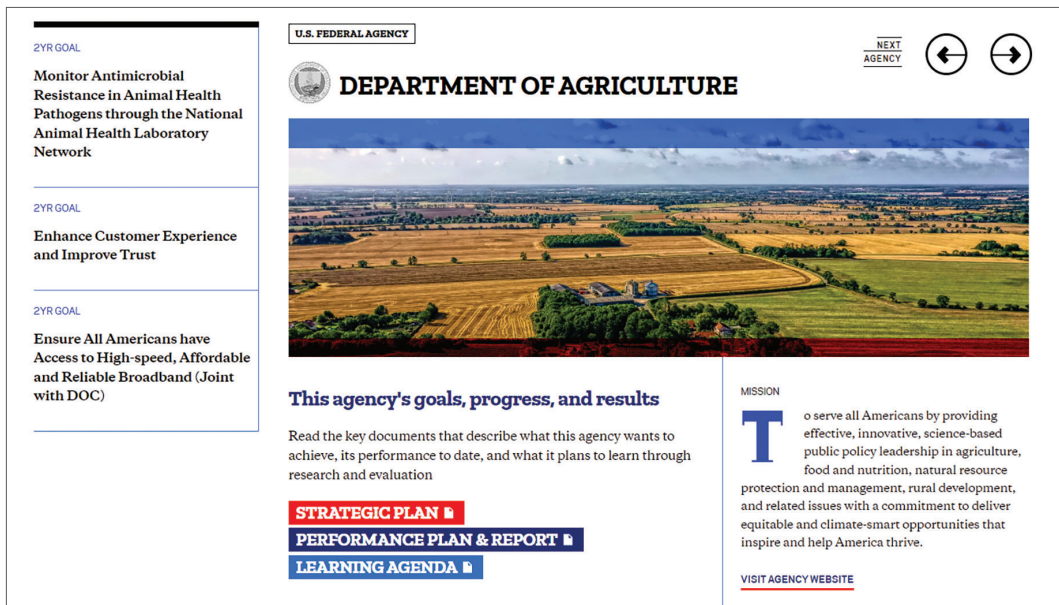 2YR GOAL
Monitor Antimicrobial
Resistance in Animal Health
Pathogens through the National
Animal Health Laboratory
Network
2YR GOAL
Enhance Customer Experience
and Improve Trust
2YR GOAL
Ensure All Americans have
Access to High-speed, Affordable
and Reliable Broadband (Joint
with DOC)
U.S. FEDERAL AGENCY
NEXT
AGENCY
DEPARTMENT OF AGRICULTURE
This agency's goals, progress, and results
Read the key documents that describe what this agency wants to
achieve, its performance to date, and what it plans to learn through
research and evaluation
STRATEGIC PLAN
PERFORMANCE PLAN & REPORT
LEARNING AGENDA
MISSION
To serve all Americans by providing
effective, innovative, science-based
public policy leadership in agriculture,
food and nutrition, natural resource
protection and management, rural development,
and related issues with a commitment to deliver
equitable and climate-smart opportunities that
inspire and help America thrive.
VISIT AGENCY WEBSITE